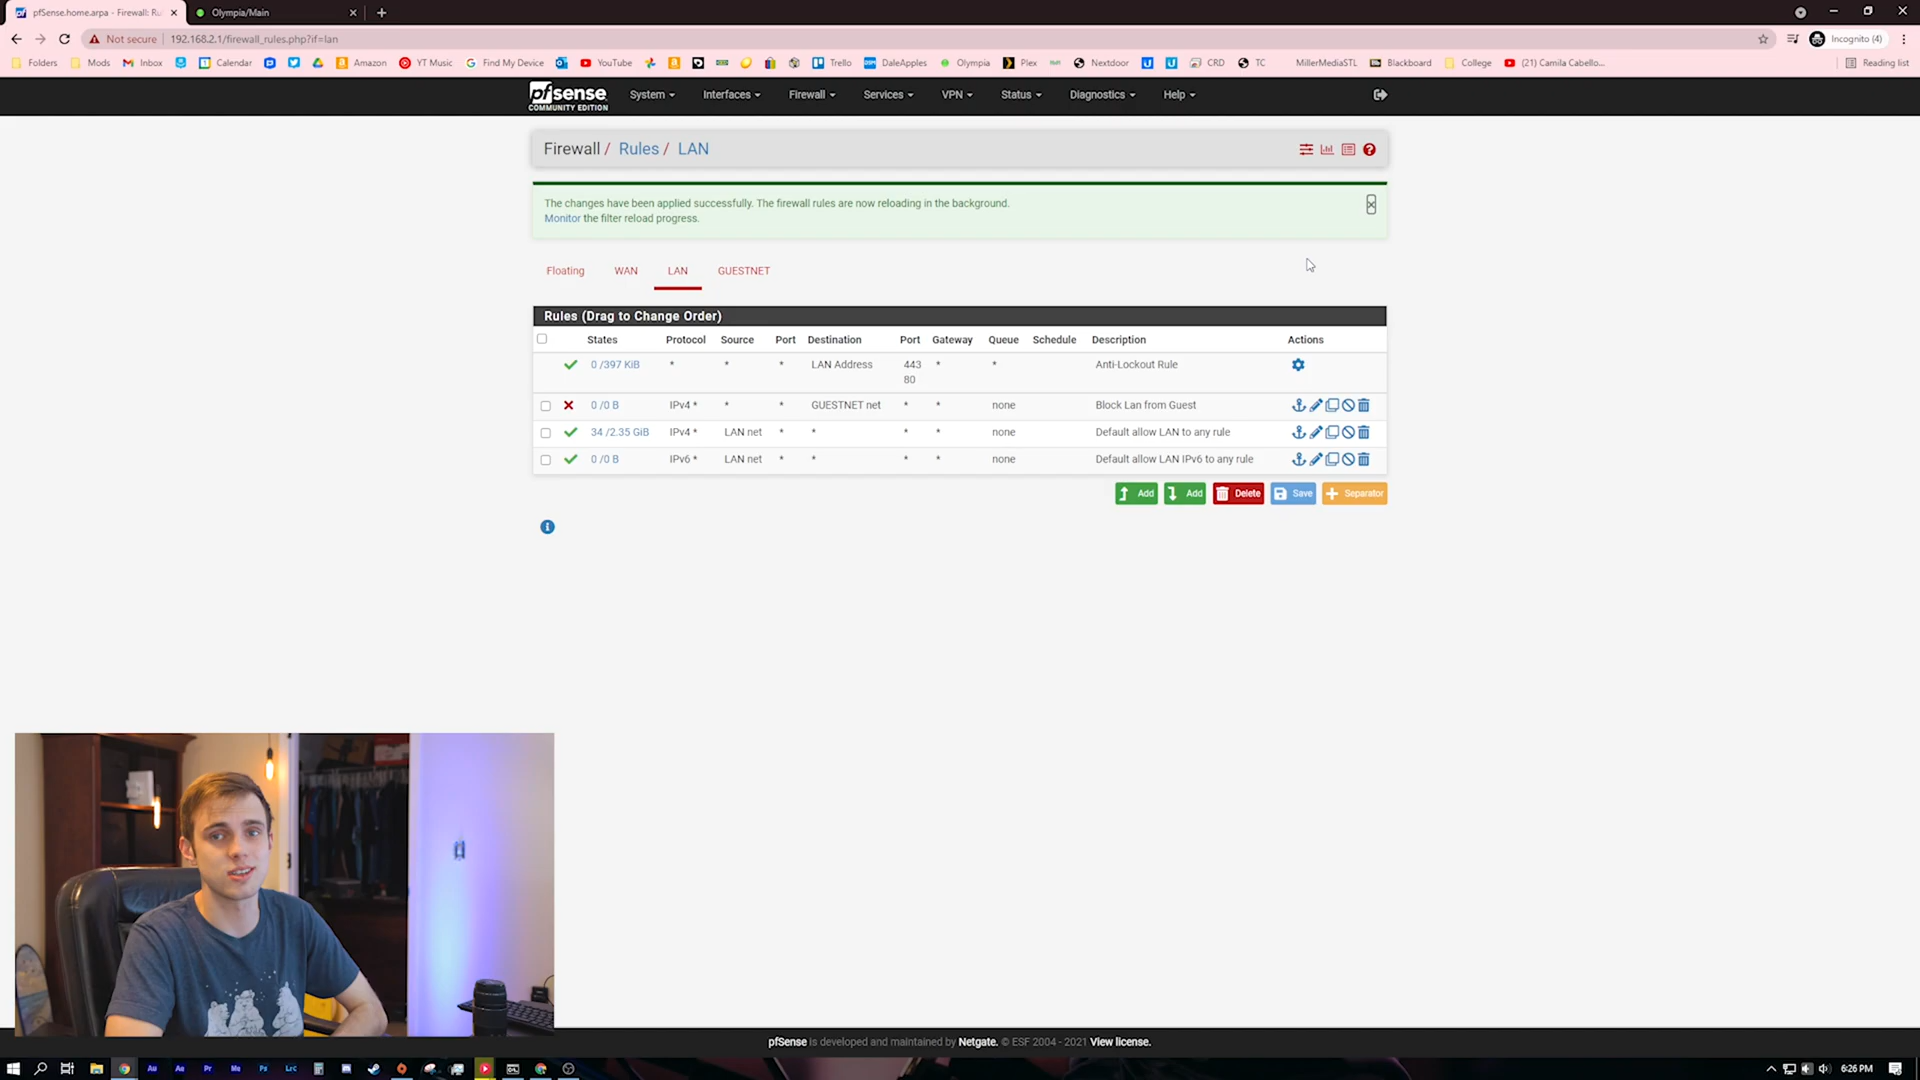 pfSense.home.arpa - Firewall: Ru
Olympia/Main
Not secure
192.168.2.1/firewall_rules.php?if=lan
Incognito (4)
Folders
Mods
Inbox
Calendar
Amazon
YT Music
Find My Device
YouTube
Trello
DaleApples
Olympia
Plex
Nextdoor
CRD
TC
MillerMediaSTL
Blackboard
College
(21) Camila Cabello...
Reading list
pfsense
COMMUNITY EDITION
System
Interfaces
Firewall
Services
VPN
Status
Diagnostics
Help
Firewall / Rules / LAN
The changes have been applied successfully. The firewall rules are now reloading in the background.
Monitor the filter reload progress.
Floating
WAN
LAN
GUESTNET
Rules (Drag to Change Order)
States Protocol Source Port Destination Port Gateway Queue Schedule Description Actions
0 /397 KiB * * * LAN Address 443 * * Anti-Lockout Rule
80
0 /0 B IPv4 * * * GUESTNET net * * none Block Lan from Guest
34 /2.35 GiB IPv4 * LAN net * * * * none Default allow LAN to any rule
0 /0 B IPv6 * LAN net * * * * none Default allow LAN IPv6 to any rule
Add
Add
Delete
Save
Separator
pfSense is developed and maintained by Netgate. © ESF 2004 - 2021 View license.
Au
Ae
Pr
Me
Ps
Lrc
6:26 PM